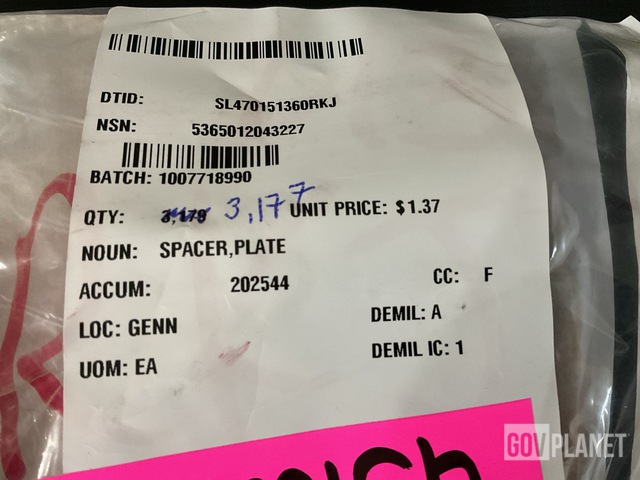 DTID: SL470151360RKJ
NSN: 5365012043227
BATCH: 1007718990
QTY: 3,178 3,177 UNIT PRICE: $1.37
NOUN: SPACER,PLATE
ACCUM: 202544 CC: F
LOC: GENN DEMIL: A
UOM: EA DEMIL IC: 1
GOVPLANET